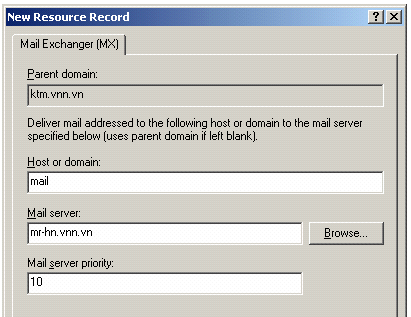 New Resource Record
Mail Exchanger (MX)
Parent domain:
ktm.vnn.vn
Deliver mail addressed to the following host or domain to the mail server
specified below (uses parent domain if left blank).
Host or domain:
mail
Mail server:
mr-hn.vnn.vn
Browse...
Mail server priority:
10